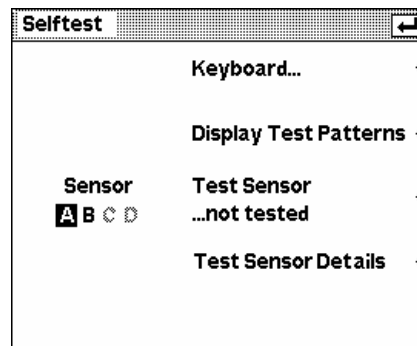 Selftest
Keyboard...
Display Test Patterns
Sensor
A B C D
Test Sensor
...not tested
Test Sensor Details